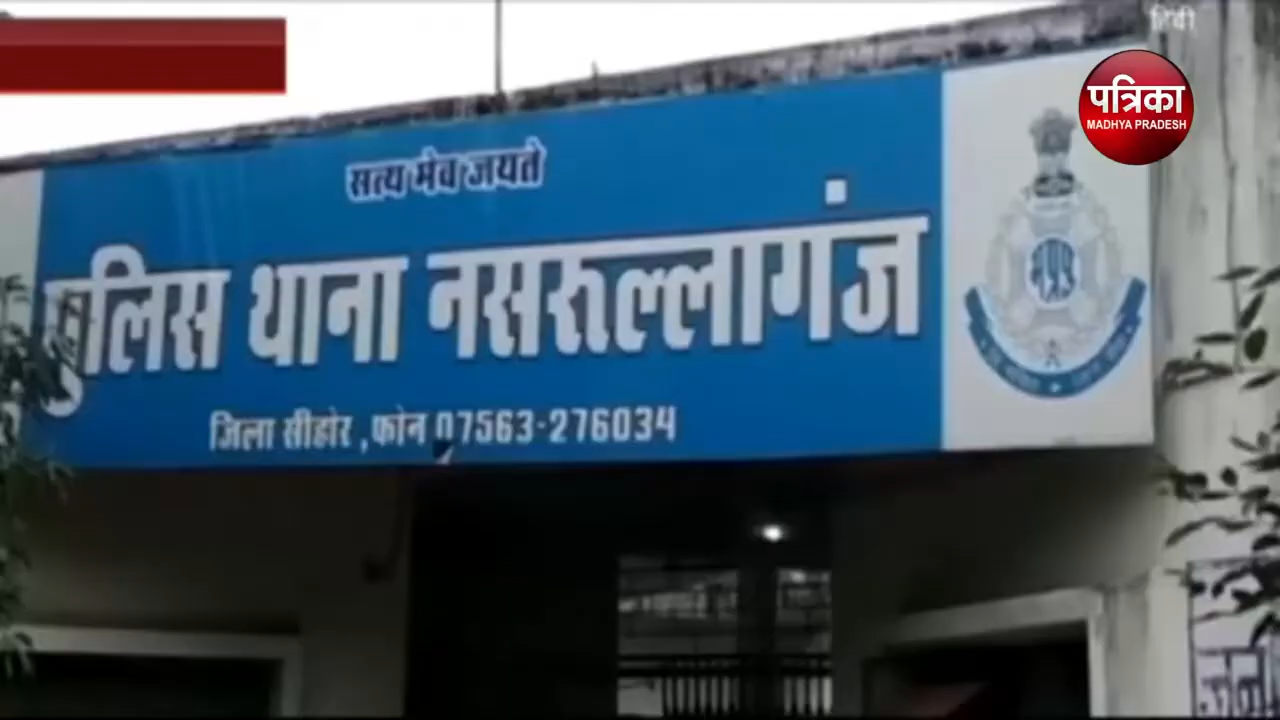 हिंदी
पत्रिका
MADHYA PRADESH
सत्य मेव जयते
पुलिस थाना नसरूल्लागंज
जिला सीहोर ,फोन 07563-276034